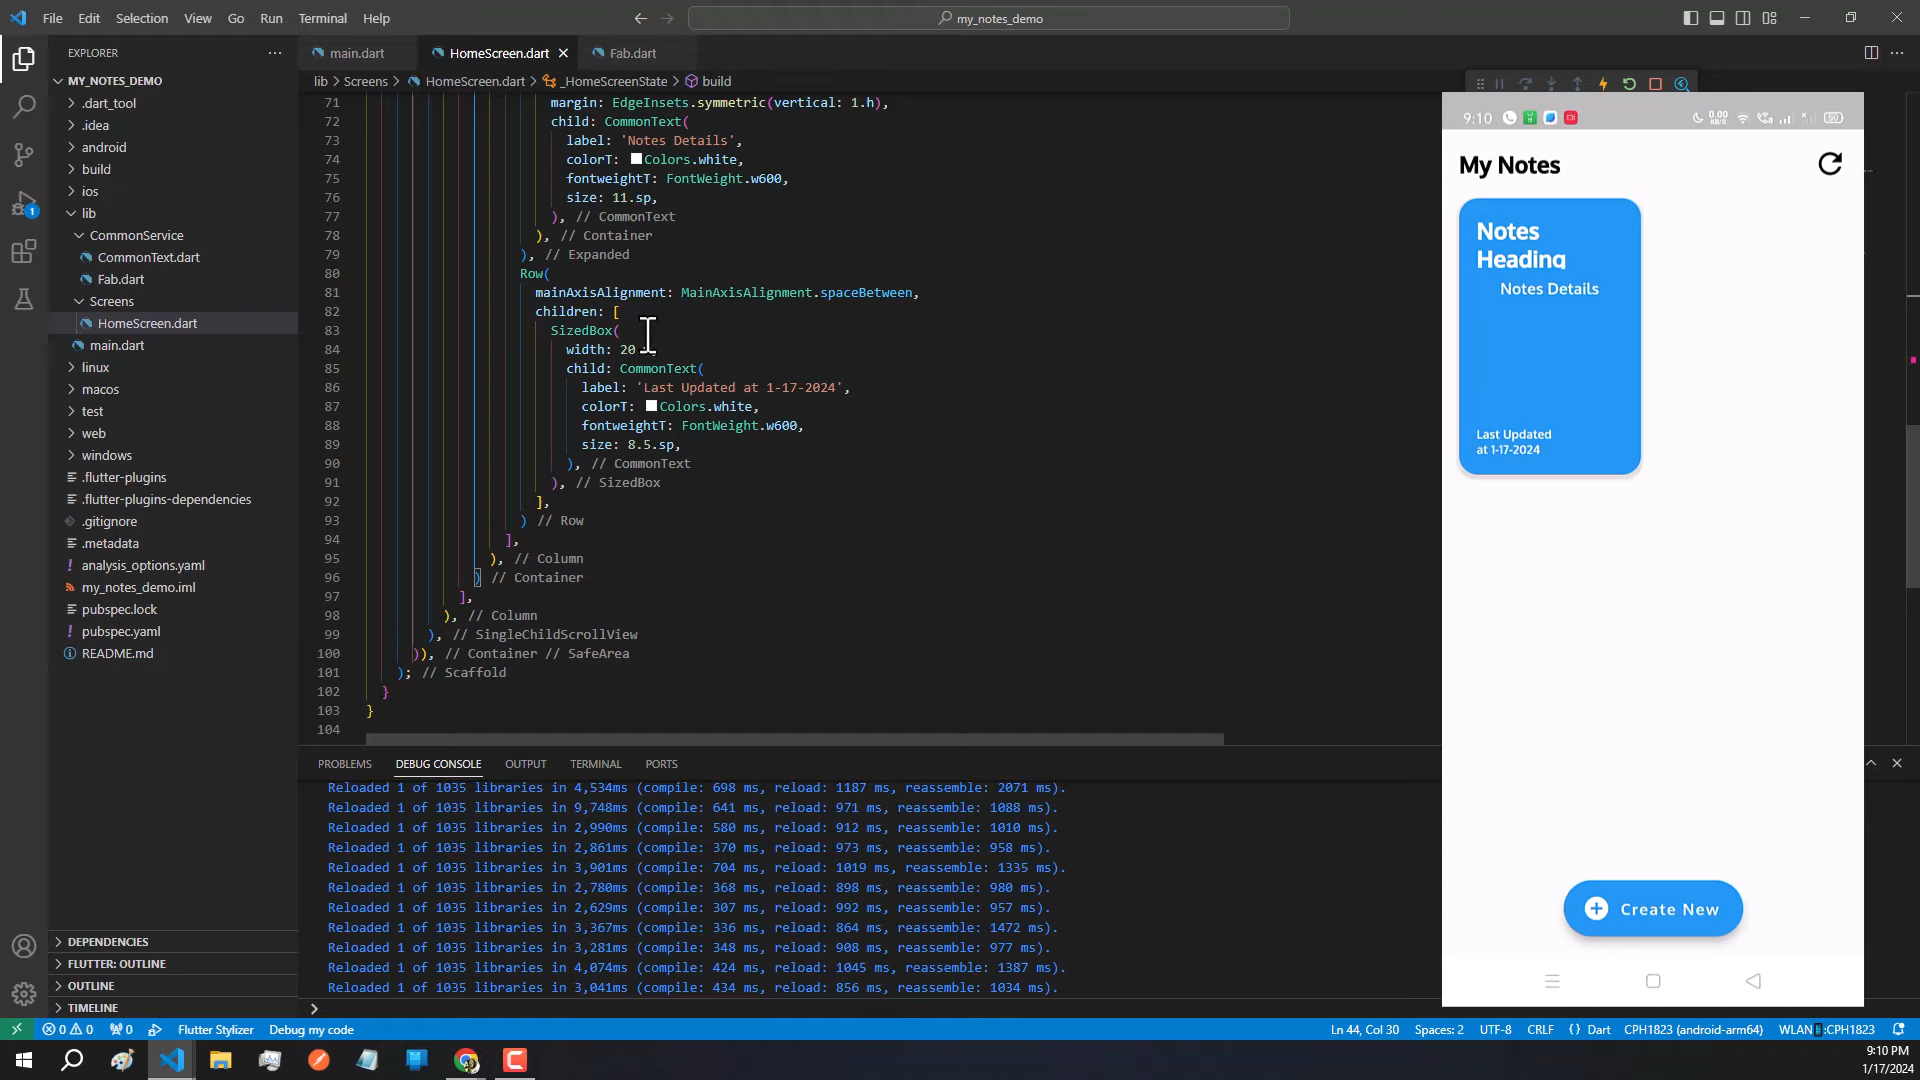 File Edit Selection View Go Run Terminal Help
my_notes_demo
EXPLORER
MY_NOTES_DEMO
.dart_tool
.idea
android
build
ios
lib
CommonService
CommonText.dart
Fab.dart
Screens
HomeScreen.dart
main.dart
linux
macos
test
web
windows
.flutter-plugins
.flutter-plugins-dependencies
.gitignore
.metadata
analysis_options.yaml
my_notes_demo.iml
pubspec.lock
pubspec.yaml
README.md
DEPENDENCIES
FLUTTER: OUTLINE
OUTLINE
TIMELINE
1
main.dart HomeScreen.dart Fab.dart
lib > Screens > HomeScreen.dart > _HomeScreenState > build
71 margin: EdgeInsets.symmetric(vertical: 1.h),
72 child: CommonText(
73 label: 'Notes Details',
74 colorT: Colors.white,
75 fontweightT: FontWeight.w600,
76 size: 11.sp,
77 ), // CommonText
78 ), // Container
79 ), // Expanded
80 Row(
81 mainAxisAlignment: MainAxisAlignment.spaceBetween,
82 children: [
83 SizedBox(
84 width: 20
85 child: CommonText(
86 label: 'Last Updated at 1-17-2024',
87 colorT: Colors.white,
88 fontweightT: FontWeight.w600,
89 size: 8.5.sp,
90 ), // CommonText
91 ), // SizedBox
92 ],
93 ) // Row
94 ],
95 ), // Column
96 ) // Container
97 ],
98 ), // Column
99 ), // SingleChildScrollView
100 )), // Container // SafeArea
101 ); // Scaffold
102 }
103 }
104
PROBLEMS DEBUG CONSOLE OUTPUT TERMINAL PORTS
Reloaded 1 of 1035 libraries in 4,534ms (compile: 698 ms, reload: 1187 ms, reassemble: 2071 ms).
Reloaded 1 of 1035 libraries in 9,748ms (compile: 641 ms, reload: 971 ms, reassemble: 1088 ms).
Reloaded 1 of 1035 libraries in 2,990ms (compile: 580 ms, reload: 912 ms, reassemble: 1010 ms).
Reloaded 1 of 1035 libraries in 2,861ms (compile: 370 ms, reload: 973 ms, reassemble: 958 ms).
Reloaded 1 of 1035 libraries in 3,901ms (compile: 704 ms, reload: 1019 ms, reassemble: 1335 ms).
Reloaded 1 of 1035 libraries in 2,780ms (compile: 368 ms, reload: 898 ms, reassemble: 980 ms).
Reloaded 1 of 1035 libraries in 2,629ms (compile: 307 ms, reload: 992 ms, reassemble: 957 ms).
Reloaded 1 of 1035 libraries in 3,367ms (compile: 336 ms, reload: 864 ms, reassemble: 1472 ms).
Reloaded 1 of 1035 libraries in 3,281ms (compile: 348 ms, reload: 908 ms, reassemble: 977 ms).
Reloaded 1 of 1035 libraries in 4,074ms (compile: 424 ms, reload: 1045 ms, reassemble: 1387 ms).
Reloaded 1 of 1035 libraries in 3,041ms (compile: 434 ms, reload: 856 ms, reassemble: 1034 ms).
9:10 0.00 KB/S
My Notes
Notes
Heading
Notes Details
Last Updated
at 1-17-2024
Create New
0 0 0 Flutter Stylizer Debug my code Ln 44, Col 30 Spaces: 2 UTF-8 CRLF {} Dart CPH1823 (android-arm64) WLAN :CPH1823
9:10 PM
1/17/2024